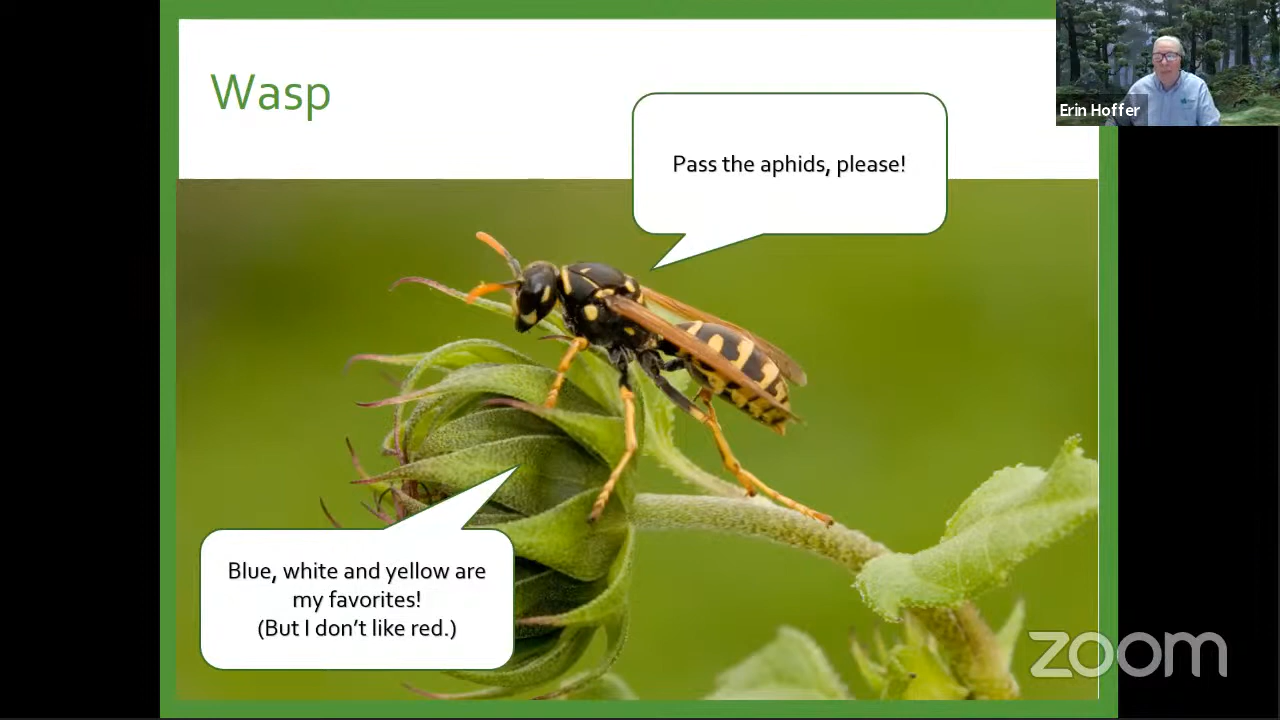 Wasp
Pass the aphids, please!
Erin Hoffer
Blue, white and yellow are
my favorites!
(But I don't like red.)
zoom